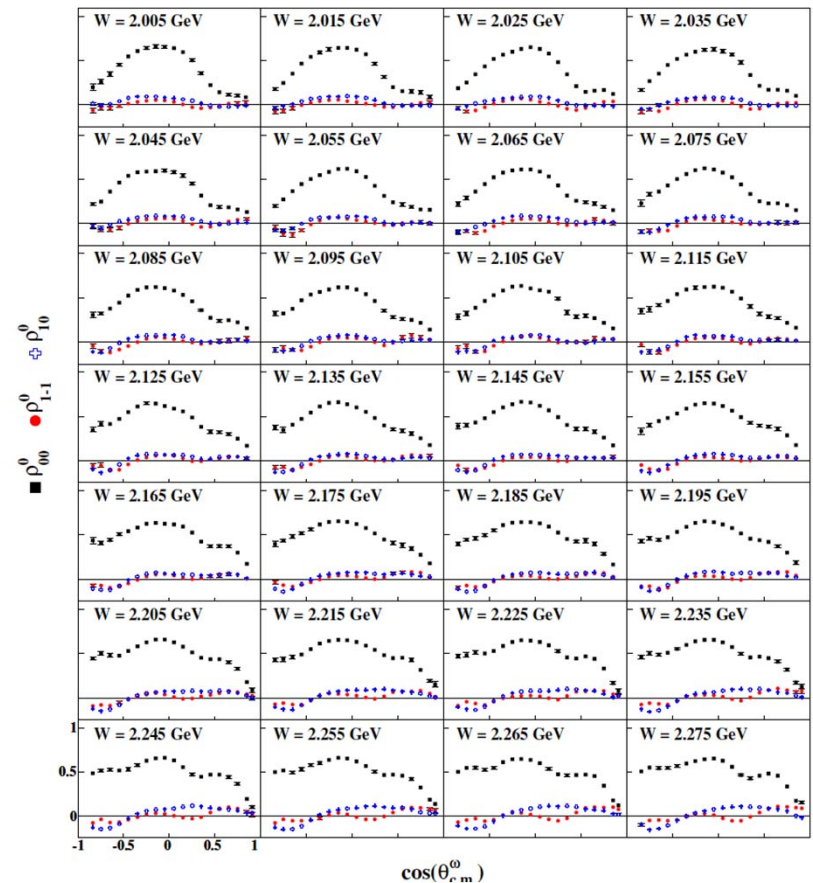 W = 2.005 GeV W = 2.015 GeV W = 2.025 GeV W = 2.035 GeV
W = 2.045 GeV W = 2.055 GeV W = 2.065 GeV W = 2.075 GeV
W = 2.085 GeV W = 2.095 GeV W = 2.105 GeV W = 2.115 GeV
W = 2.125 GeV W = 2.135 GeV W = 2.145 GeV W = 2.155 GeV
W = 2.165 GeV W = 2.175 GeV W = 2.185 GeV W = 2.195 GeV
W = 2.205 GeV W = 2.215 GeV W = 2.225 GeV W = 2.235 GeV
W = 2.245 GeV W = 2.255 GeV W = 2.265 GeV W = 2.275 GeV
■ ρ⁰₀₀ ● ρ⁰₁₋₁ ✚ ρ⁰₁₀
1
0.5
0
-1 -0.5 0 0.5 1
cos(θ^ω_c.m.)